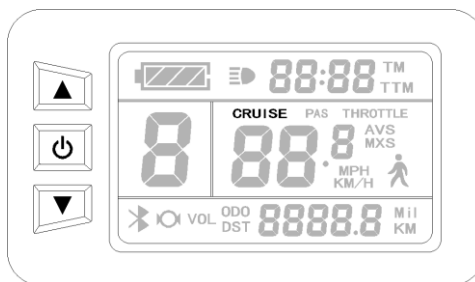 88:88 TM
TTM
CRUISE PAS THROTTLE
8 88.8 AVS
MXS
MPH
KM/H
VOL ODO 8888.8 Mil
DST KM